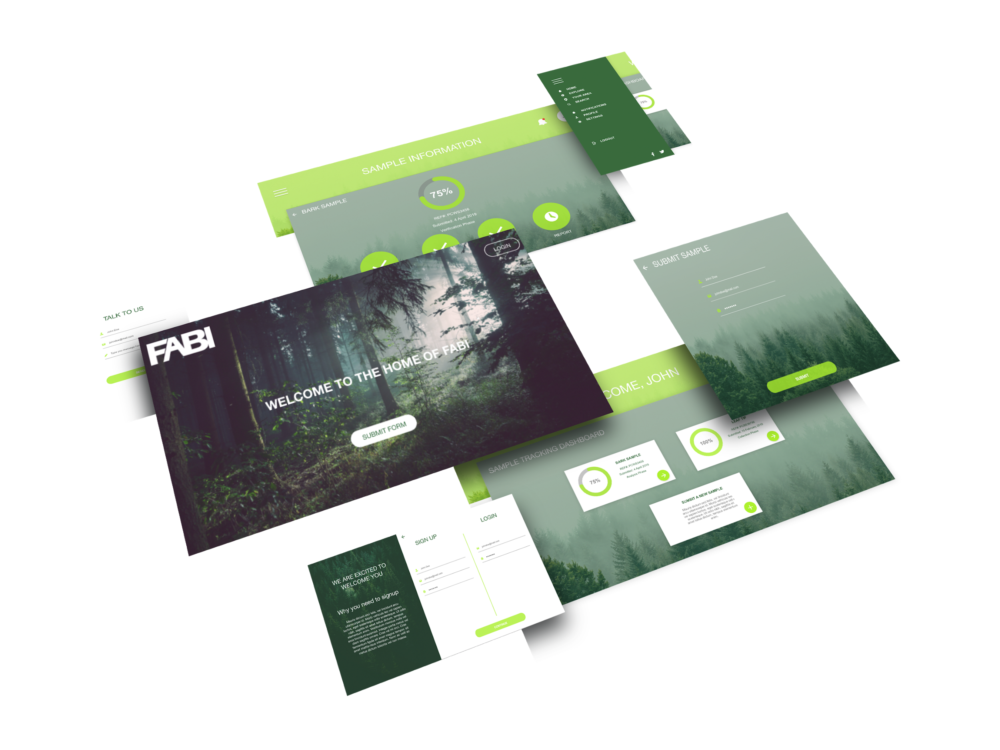 HOME
EXPLORE
YOUR AREA
SEARCH
NOTIFICATIONS
PROFILE
SETTINGS
LOGOUT
75%
SAMPLE INFORMATION
BARK SAMPLE
75%
REF#: PCWS3456
Submitted: 4 April 2019
Verification Phase
REPORT
SUBMIT SAMPLE
John Doe
johndoe@mail.com
SUBMIT
TALK TO US
John Doe
johndoe@mail.com
Type you message
FABI
LOGIN
WELCOME TO THE HOME OF FABI
SUBMIT FORM
COME, JOHN
SAMPLE TRACKING DASHBOARD
BARK SAMPLE
75%
REF#: PCWS3456
Submitted: 4 April 2019
Analysis Phase
LEAF TIP
100%
REF#: PCBS36785
Submitted: 15 February 2019
Collection Phase
SUMBIT A NEW SAMPLE
Mauris dictum orci felis, vel tincidunt
arcu ullamcorper id. Morbi vehicula leo
vel sapien luctus, eget scelerisque odi u
scelerisque. Ut odio nibh, sagittis sit
amet tellus dictum, tempus elementum
enim.
WE ARE EXCITED TO
WELCOME YOU
Why you need to signup
Mauris dictum orci felis, vel tincidunt arcu
ullamcorper id. Morbi vehicula leo vel sapien
luctus, eget scelerisque odio scelerisque. Ut odio
nibh, sagittis sit amet tellus dictum, tempus
elementum enim. Vestibulum rhoncus nulla vel
eros tincidunt euismod. Integer porta metus vel
diam sagittis ornare. Cras vel mi orci. Cras
fermentum ligula sit amet magna tempor, sit
amet mattis risus interdum. Nunc ac velit ac
metus dictum lobortis vel non massa.
SIGN UP
John Doe
johndoe@mail.com
LOGIN
johndoe@mail.com
CONTINUE